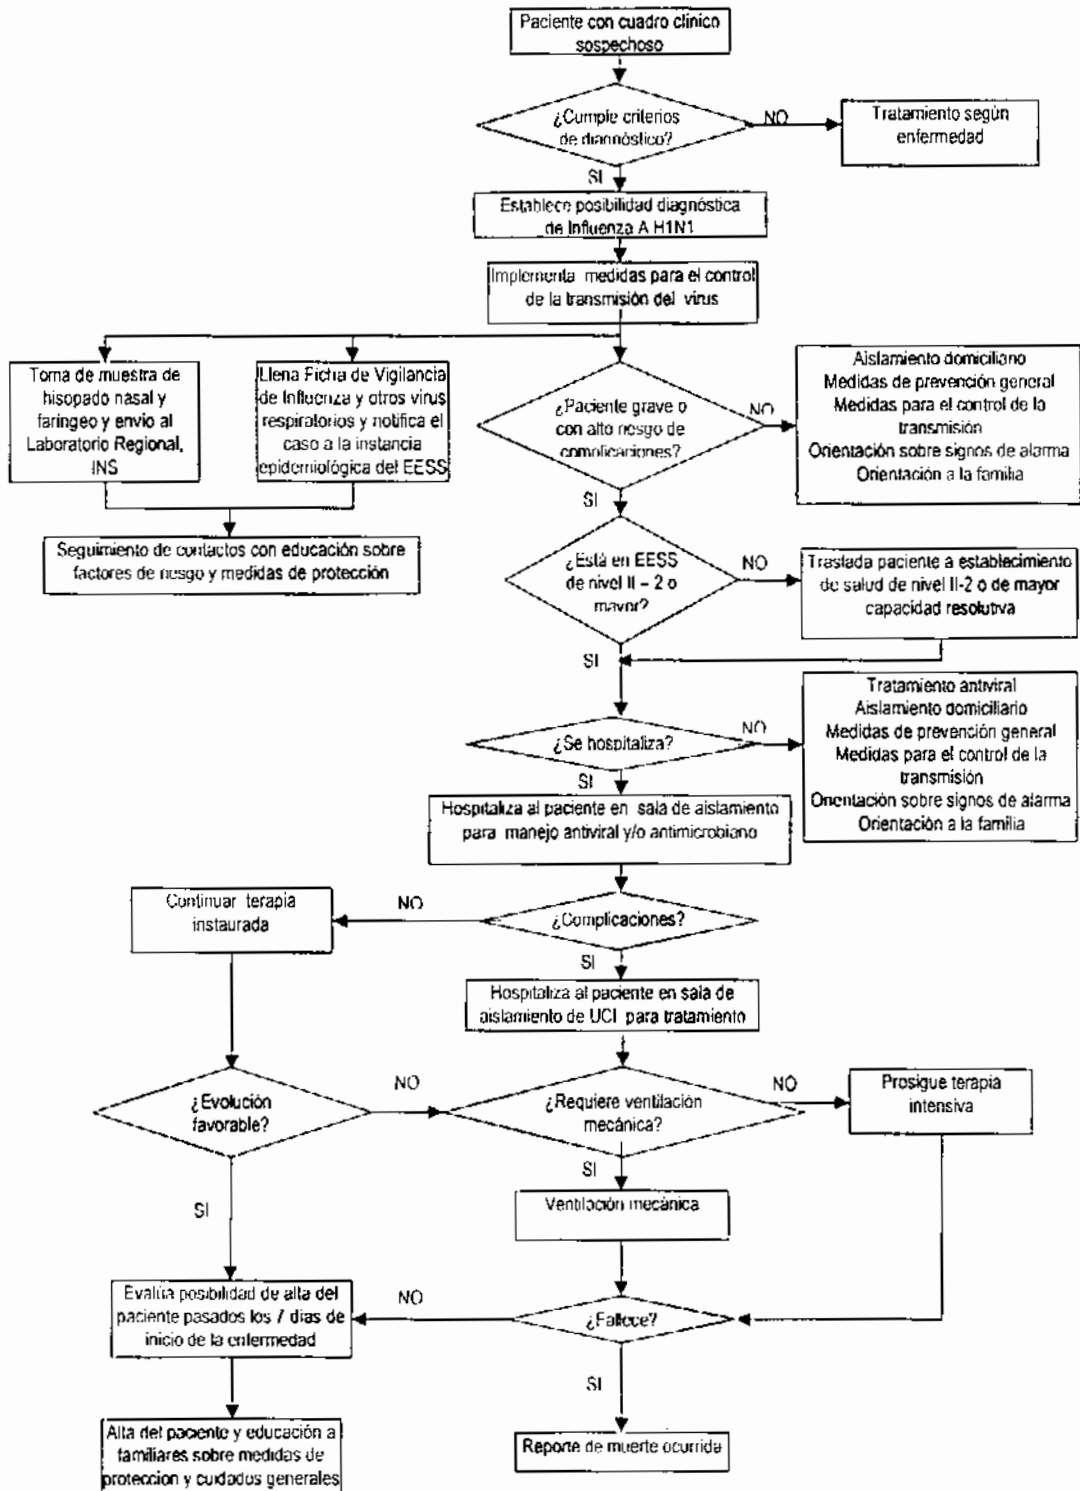 Paciente con cuadro clínico
sospechoso
¿Cumple criterios
de diagnóstico?
NO
Tratamiento según
enfermedad
SI
Establece posibilidad diagnóstica
de Influenza A H1N1
Implementa medidas para el control
de la transmisión del virus
Toma de muestra de
hisopado nasal y
faríngeo y envio al
Laboratorio Regional,
INS
Llena Ficha de Vigilancia
de Influenza y otros virus
respiratorios y notifica el
caso a la instancia
epidemiológica del EESS
¿Paciente grave o
con alto riesgo de
complicaciones?
NO
Aislamiento domiciliario
Medidas de prevención general
Medidas para el control de la
transmisión
Orientación sobre signos de alarma
Orientación a la familia
SI
Seguimiento de contactos con educación sobre
factores de riesgo y medidas de protección
¿Está en EESS
de nivel II – 2 o
mayor?
NO
Traslada paciente a establecimiento
de salud de nivel II-2 o de mayor
capacidad resolutiva
SI
¿Se hospitaliza?
NO
Tratamiento antiviral
Aislamiento domiciliario
Medidas de prevención general
Medidas para el control de la
transmisión
Orientación sobre signos de alarma
Orientación a la familia
SI
Hospitaliza al paciente en sala de aislamiento
para manejo antiviral y/o antimicrobiano
¿Complicaciones?
NO
Continuar terapia
instaurada
SI
Hospitaliza al paciente en sala de
aislamiento de UCI para tratamiento
¿Evolución
favorable?
NO
¿Requiere ventilación
mecánica?
NO
Prosigue terapia
intensiva
SI
SI
Ventilación mecánica
Evalúa posibilidad de alta del
paciente pasados los 7 días de
inicio de la enfermedad
NO
¿Fallece?
SI
Alta del paciente y educación a
familiares sobre medidas de
protección y cuidados generales
Reporte de muerte ocurrida